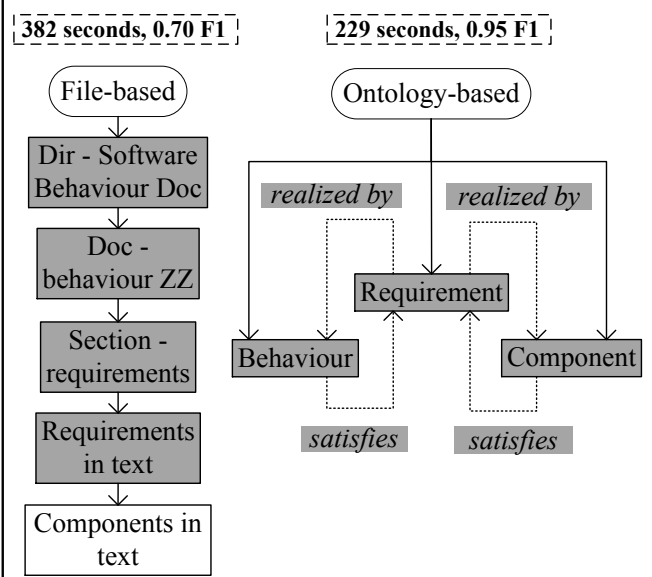 382 seconds, 0.70 F1
File-based
Dir - Software
Behaviour Doc
Doc -
behaviour ZZ
Section -
requirements
Requirements
in text
Components in
text
229 seconds, 0.95 F1
Ontology-based
realized by
realized by
Requirement
Behaviour
Component
satisfies
satisfies